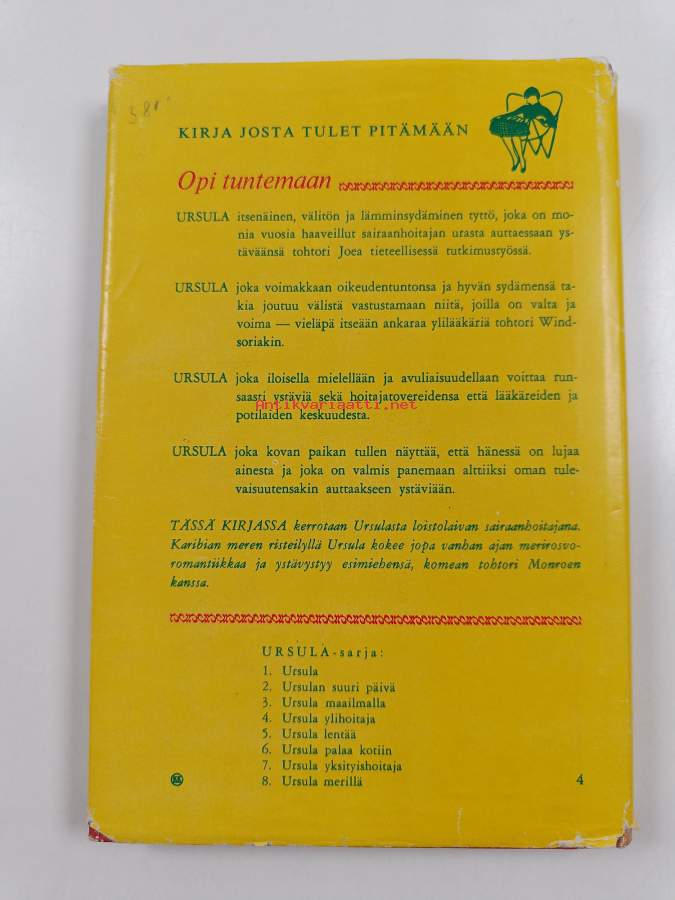 581
KIRJA JOSTA TULET PITÄMÄÄN
Opi tuntemaan
URSULA itsenäinen, välitön ja lämminsydäminen tyttö, joka on mo-
nia vuosia haaveillut sairaanhoitajan urasta auttaessaan ys-
täväänsä tohtori Joea tieteellisessä tutkimustyössä.
URSULA joka voimakkaan oikeudentuntonsa ja hyvän sydämensä ta-
kia joutuu välistä vastustamaan niitä, joilla on valta ja
voima — vieläpä itseään ankaraa ylilääkäriä tohtori Wind-
soriakin.
URSULA joka iloisella mielellään ja avuliaisuudellaan voittaa run-
saasti ystäviä sekä hoitajatovereidensa että lääkäreiden ja
Antikvariaatti.net
potilaiden keskuudesta.
URSULA joka kovan paikan tullen näyttää, että hänessä on lujaa
ainesta ja joka on valmis panemaan alttiiksi oman tule-
vaisuutensakin auttaakseen ystäviään.
TÄSSÄ KIRJASSA kerrotaan Ursulasta loistolaivan sairaanhoitajana.
Karibian meren risteilyllä Ursula kokee jopa vanhan ajan merirosvo-
romantiikkaa ja ystävystyy esimiehensä, komean tohtori Monroen
kanssa.
URSULA-sarja:
1. Ursula
2. Ursulan suuri päivä
3. Ursula maailmalla
4. Ursula ylihoitaja
5. Ursula lentää
6. Ursula palaa kotiin
7. Ursula yksityishoitaja
8. Ursula merillä
4